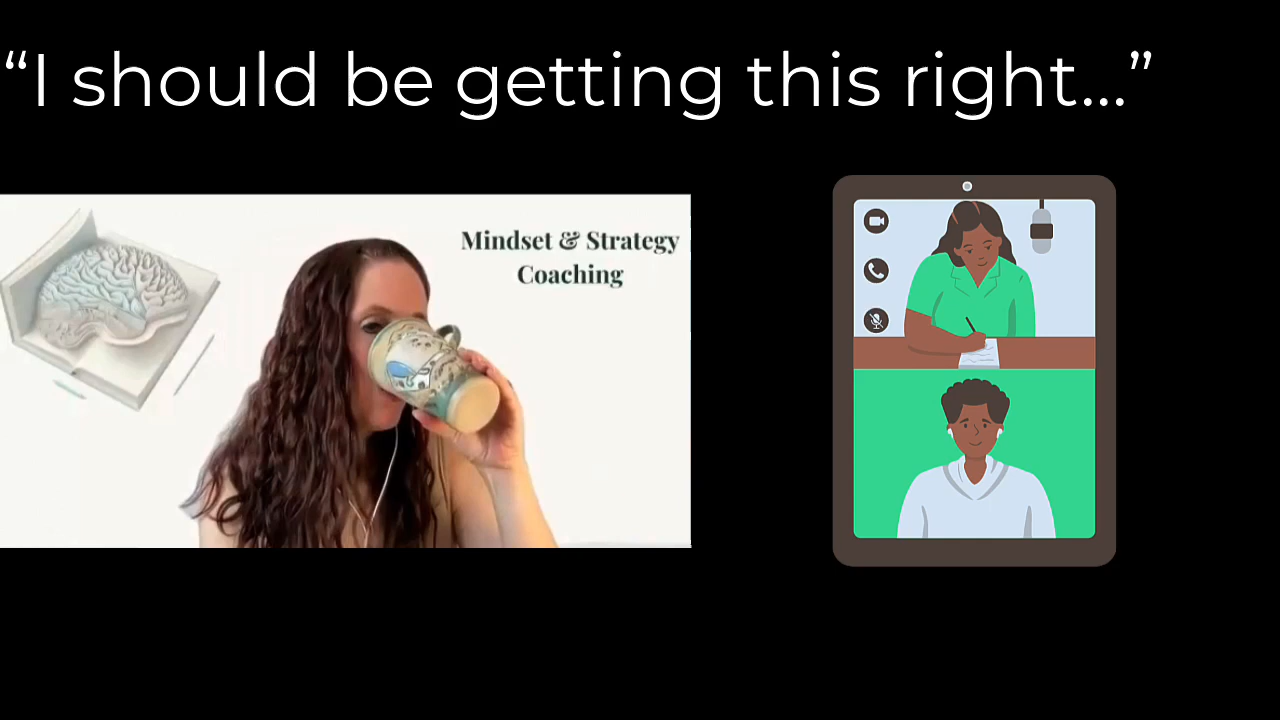 “I should be getting this right...”
Mindset & Strategy
Coaching